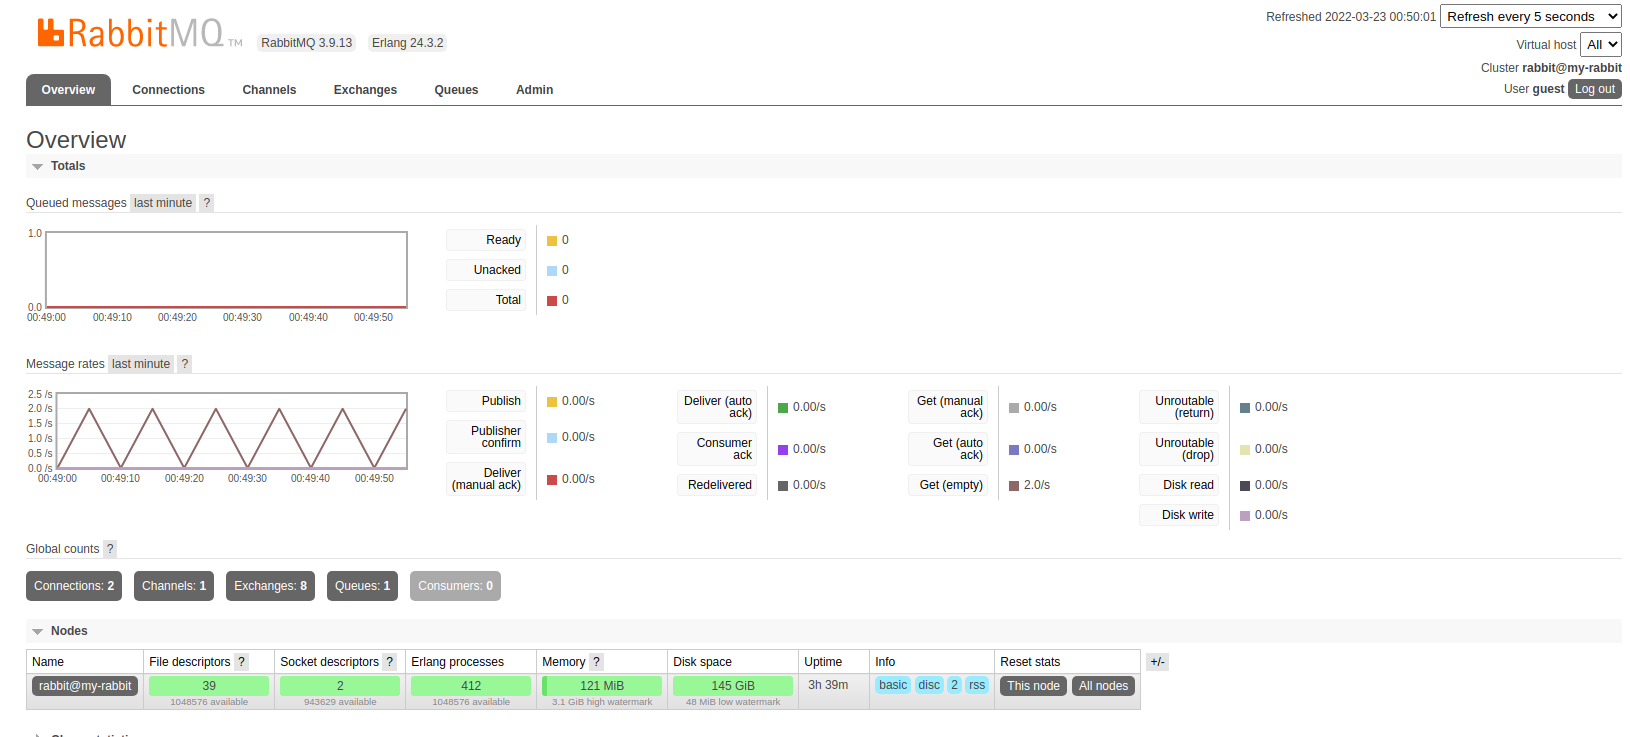 RabbitMQ TM RabbitMQ 3.9.13 Erlang 24.3.2
Refreshed 2022-03-23 00:50:01 Refresh every 5 seconds
Virtual host All
Cluster rabbit@my-rabbit
User guest Log out
Overview Connections Channels Exchanges Queues Admin
Overview
Totals
Queued messages last minute ?
1.0
0.0
00:49:00 00:49:10 00:49:20 00:49:30 00:49:40 00:49:50
Ready 0
Unacked 0
Total 0
Message rates last minute ?
2.5 /s
2.0 /s
1.5 /s
1.0 /s
0.5 /s
0.0 /s
00:49:00 00:49:10 00:49:20 00:49:30 00:49:40 00:49:50
Publish 0.00/s
Publisher
confirm 0.00/s
Deliver
(manual ack) 0.00/s
Deliver (auto
ack) 0.00/s
Consumer
ack 0.00/s
Redelivered 0.00/s
Get (manual
ack) 0.00/s
Get (auto
ack) 0.00/s
Get (empty) 2.0/s
Unroutable
(return) 0.00/s
Unroutable
(drop) 0.00/s
Disk read 0.00/s
Disk write 0.00/s
Global counts ?
Connections: 2 Channels: 1 Exchanges: 8 Queues: 1 Consumers: 0
Nodes
Name File descriptors ? Socket descriptors ? Erlang processes Memory ? Disk space Uptime Info Reset stats +/-
rabbit@my-rabbit 39 2 412 121 MiB 145 GiB 3h 39m basic disc 2 rss This node All nodes
1048576 available 943629 available 1048576 available 3.1 GiB high watermark 48 MiB low watermark